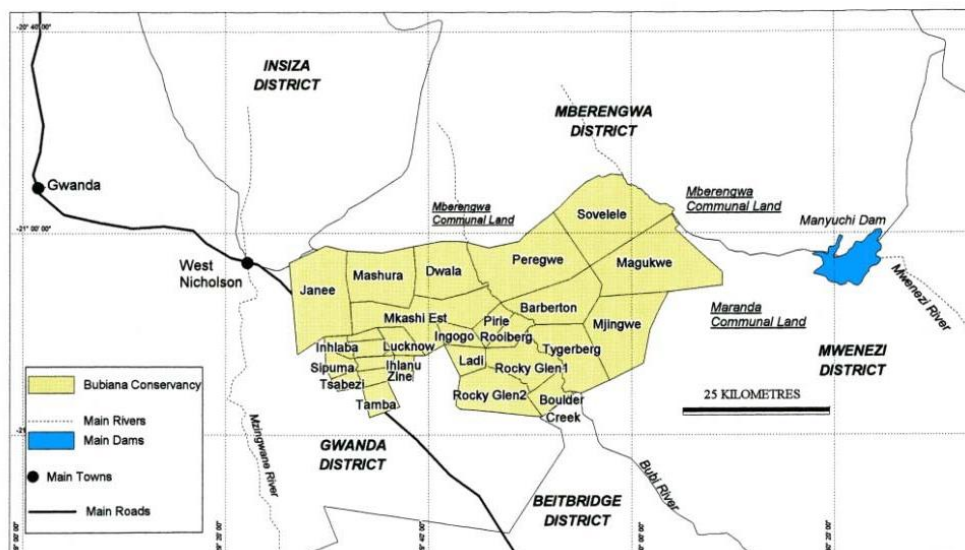 -20° 40' 00"
INSIZA
DISTRICT
MBERENGWA
DISTRICT
Gwanda
Mberengwa
Communal Land
Sovelele
Mberengwa
Communal Land
Manyuchi Dam
-21° 00' 00"
West
Nicholson
Janee
Mashura
Dwala
Peregwe
Magukwe
Mwenezi River
Mkashi Est
Pirie
Barberton
Maranda
Communal Land
Mjingwe
Inhlaba
Lucknow
Ingogo
Rooiberg
Tygerberg
MWENEZI
DISTRICT
Sipuma
Ihlanu
Zine
Ladi
Rocky Glen1
Tsabezi
Tamba
Rocky Glen2
Boulder
Creek
25 KILOMETRES
Bubiana Conservancy
Main Rivers
Main Dams
Main Towns
Main Roads
Mzingwane River
GWANDA
DISTRICT
Bubi River
BEITBRIDGE
DISTRICT